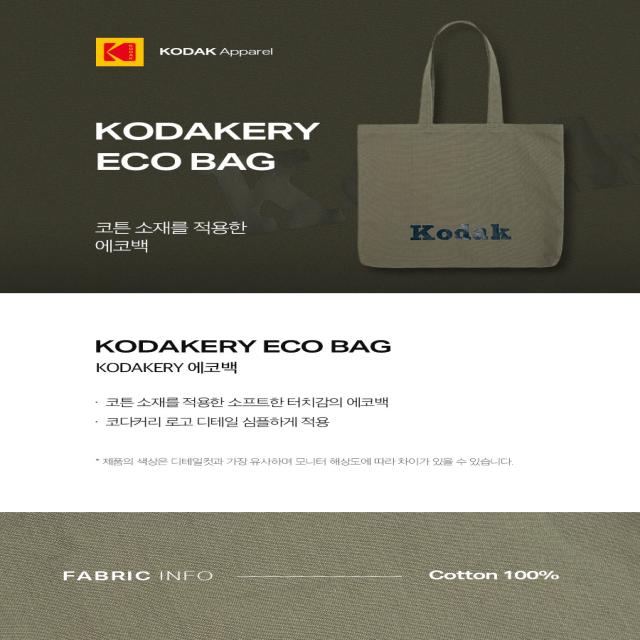 KODAK Apparel
KODAKERY
ECO BAG
코튼 소재를 적용한
에코백
Kodak
KODAKERY ECO BAG
KODAKERY 에코백
· 코튼 소재를 적용한 소프트한 터치감의 에코백
· 코다커리 로고 디테일 심플하게 적용
* 제품의 색상은 디테일컷과 가장 유사하며 모니터 해상도에 따라 차이가 있을 수 있습니다.
FABRIC INFO
Cotton 100%